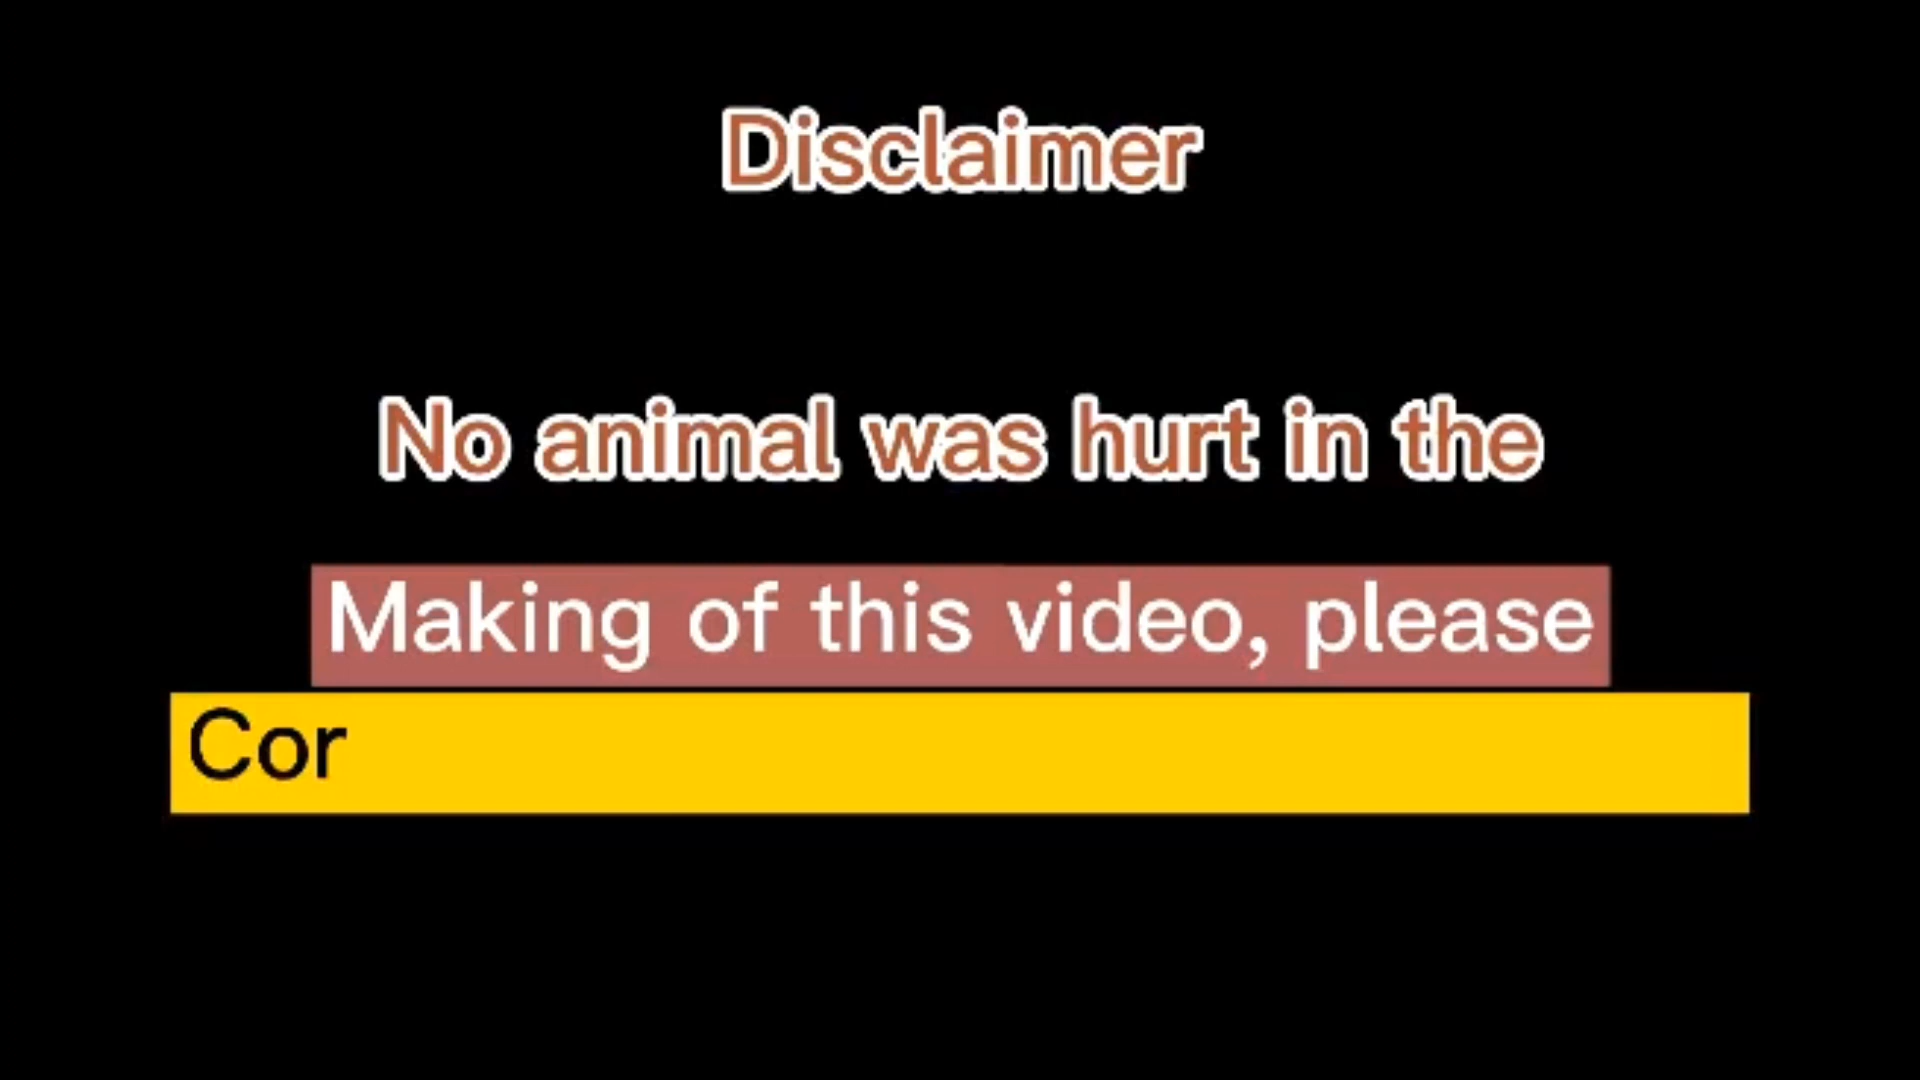 Disclaimer
No animal was hurt in the
Making of this video, please
Cor